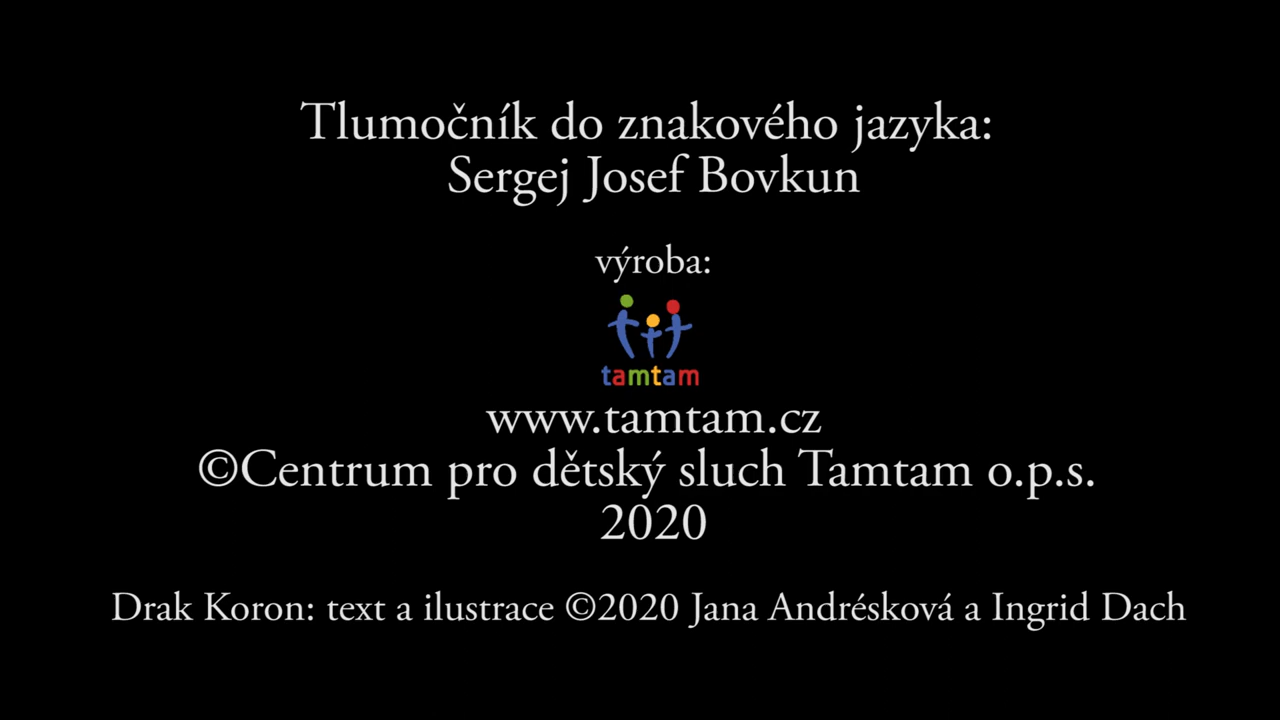 Tlumočník do znakového jazyka:
Sergej Josef Bovkun
výroba:
tamtam
www.tamtam.cz
©Centrum pro dětský sluch Tamtam o.p.s.
2020
Drak Koron: text a ilustrace ©2020 Jana Andrésková a Ingrid Dach